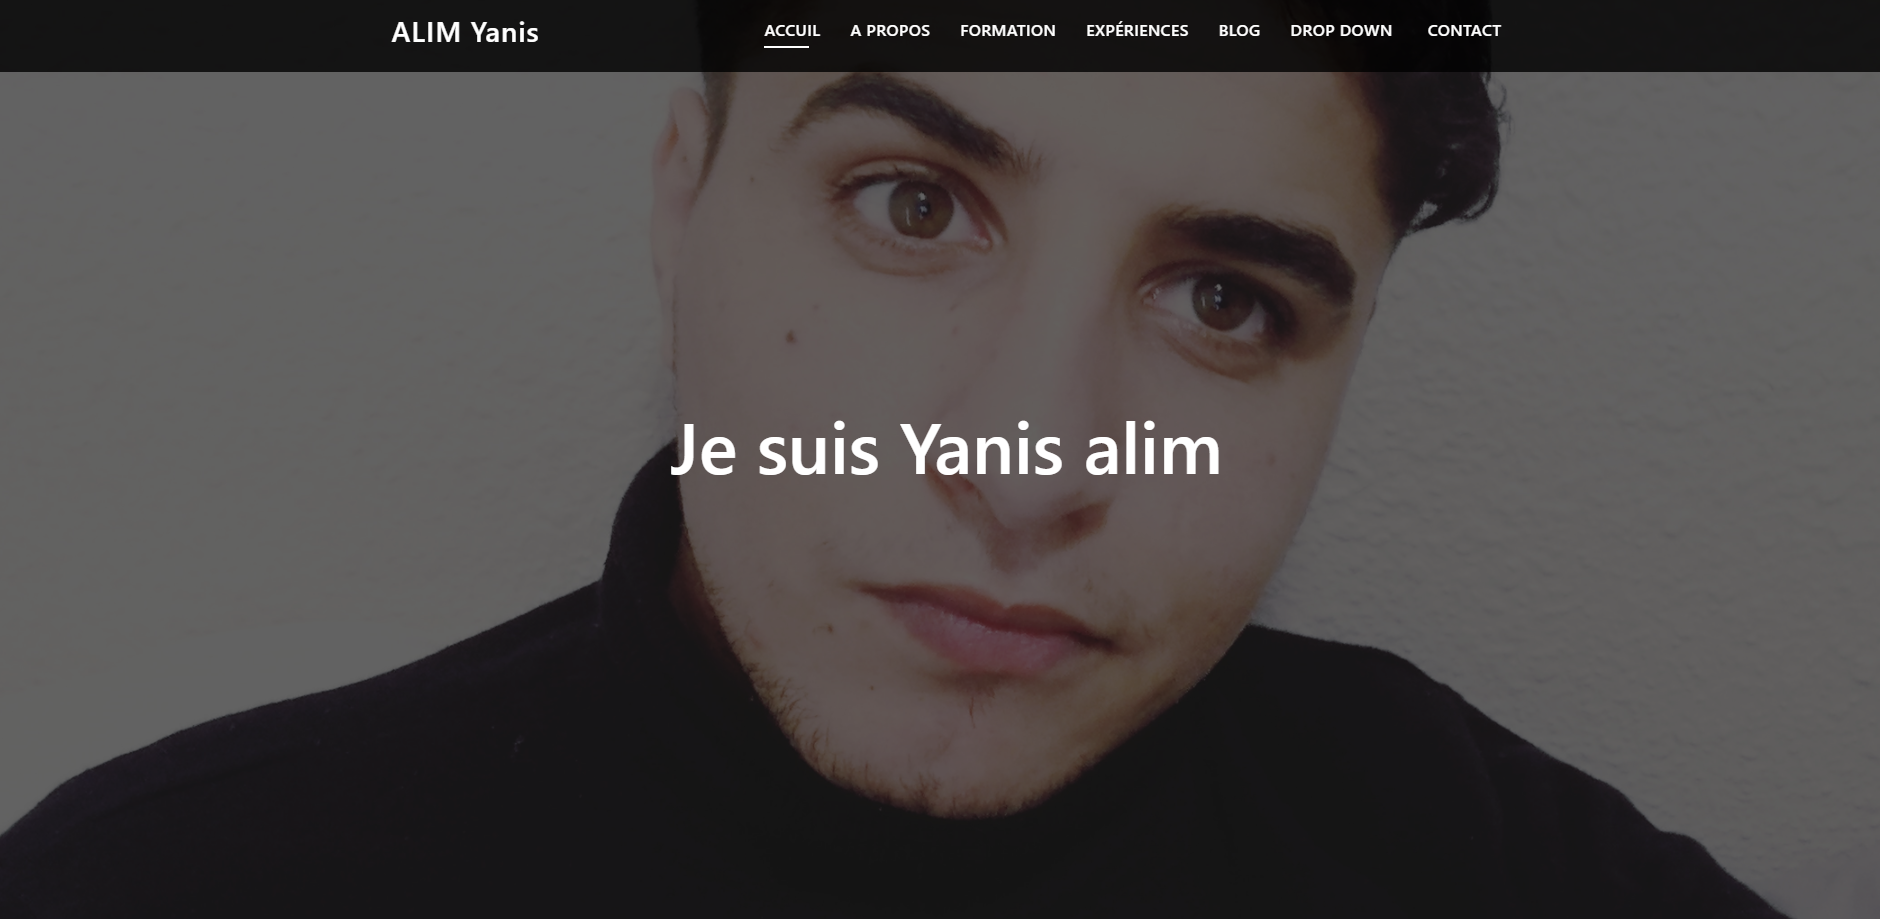 ALIM Yanis
ACCUIL A PROPOS FORMATION EXPÉRIENCES BLOG DROP DOWN CONTACT
Je suis Yanis alim